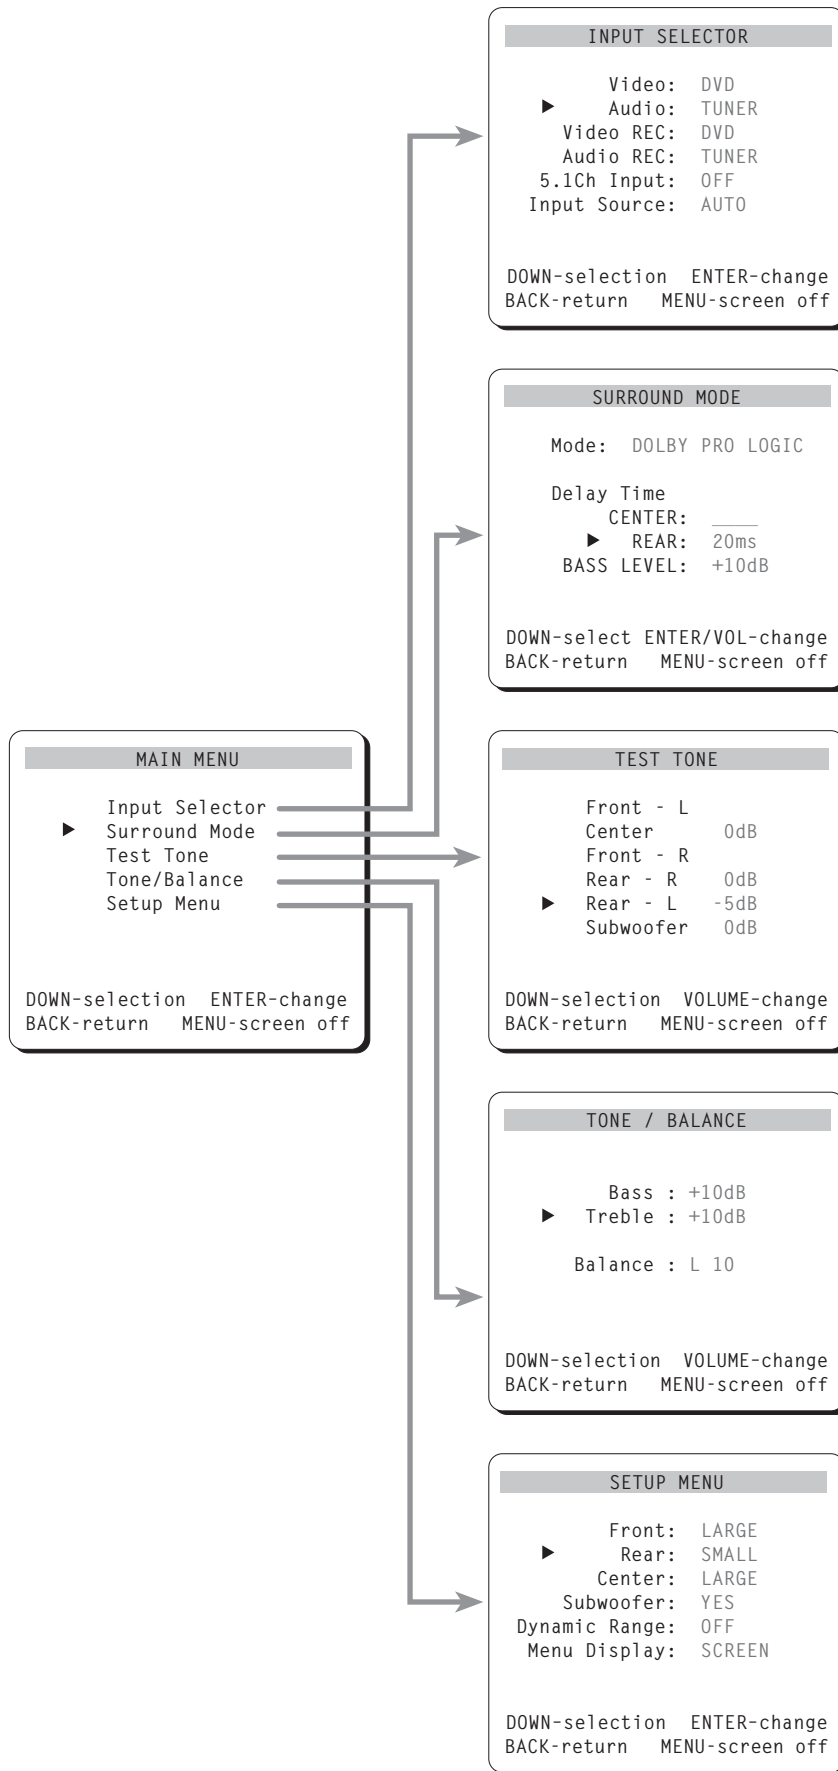 INPUT SELECTOR
Video: DVD
▶ Audio: TUNER
Video REC: DVD
Audio REC: TUNER
5.1Ch Input: OFF
Input Source: AUTO
DOWN-selection ENTER-change
BACK-return MENU-screen off
SURROUND MODE
Mode: DOLBY PRO LOGIC
Delay Time
CENTER: ____
▶ REAR: 20ms
BASS LEVEL: +10dB
DOWN-select ENTER/VOL-change
BACK-return MENU-screen off
MAIN MENU
Input Selector
▶ Surround Mode
Test Tone
Tone/Balance
Setup Menu
DOWN-selection ENTER-change
BACK-return MENU-screen off
TEST TONE
Front - L
Center 0dB
Front - R
Rear - R 0dB
▶ Rear - L -5dB
Subwoofer 0dB
DOWN-selection VOLUME-change
BACK-return MENU-screen off
TONE / BALANCE
Bass : +10dB
▶ Treble : +10dB
Balance : L 10
DOWN-selection VOLUME-change
BACK-return MENU-screen off
SETUP MENU
Front: LARGE
▶ Rear: SMALL
Center: LARGE
Subwoofer: YES
Dynamic Range: OFF
Menu Display: SCREEN
DOWN-selection ENTER-change
BACK-return MENU-screen off